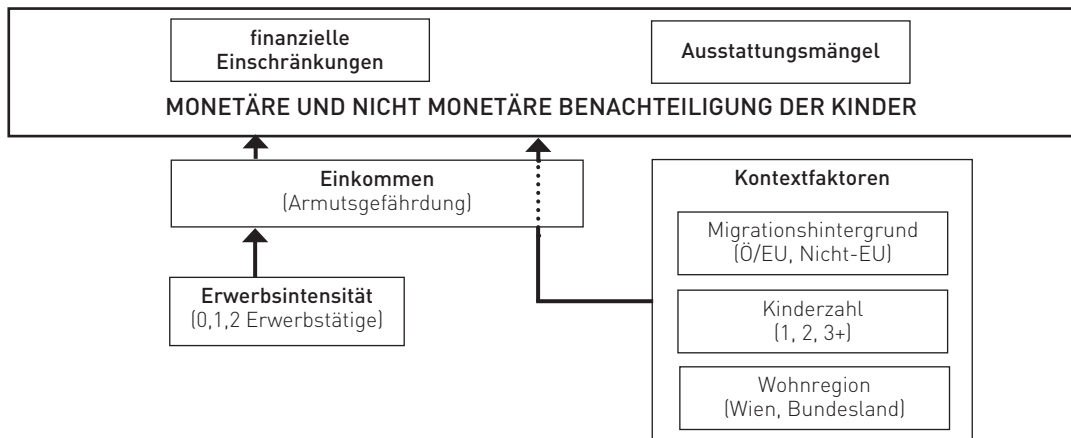 finanzielle
Einschränkungen
Ausstattungsmängel
MONETÄRE UND NICHT MONETÄRE BENACHTEILIGUNG DER KINDER
Einkommen
(Armutsgefährdung)
Erwerbsintensität
(0,1,2 Erwerbstätige)
Kontextfaktoren
Migrationshintergrund
(Ö/EU, Nicht-EU)
Kinderzahl
(1, 2, 3+)
Wohnregion
(Wien, Bundesland)